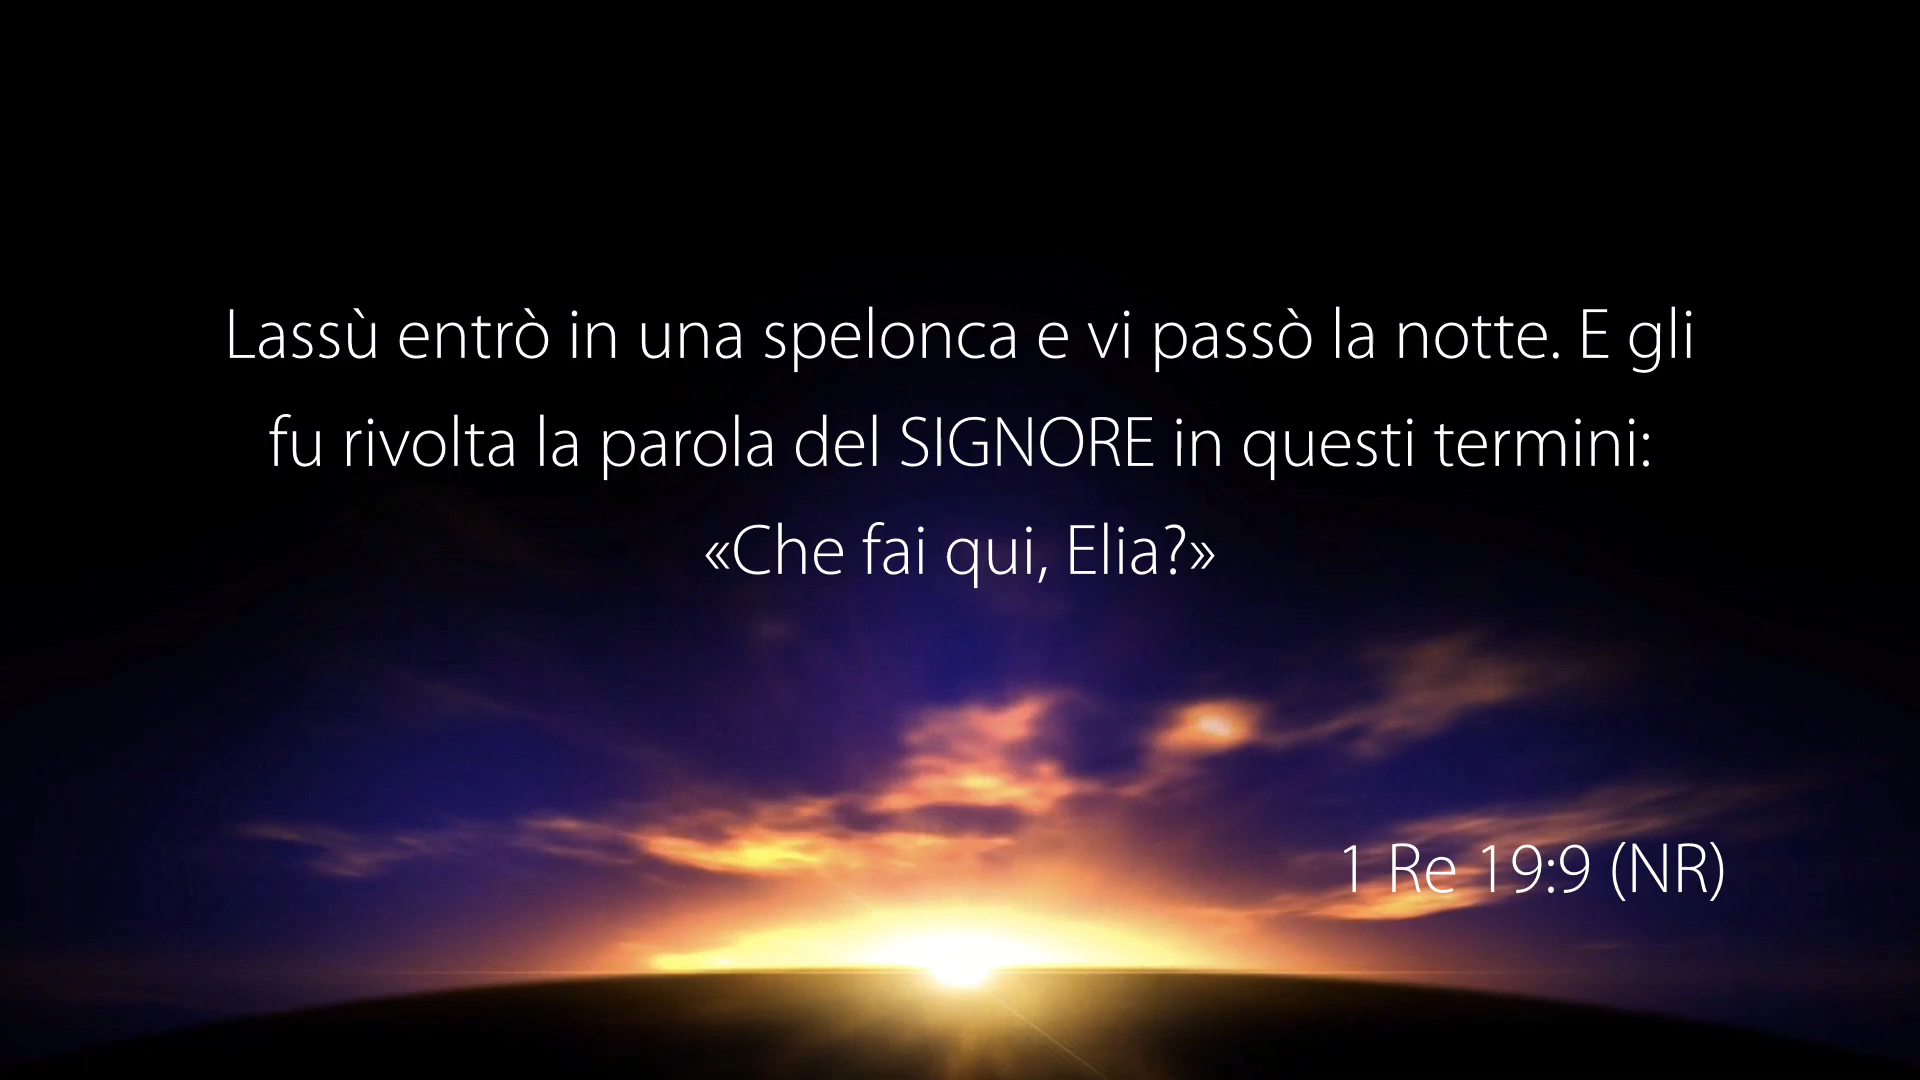 Lassù entrò in una spelonca e vi passò la notte. E gli
fu rivolta la parola del SIGNORE in questi termini:
«Che fai qui, Elia?»
1 Re 19:9 (NR)